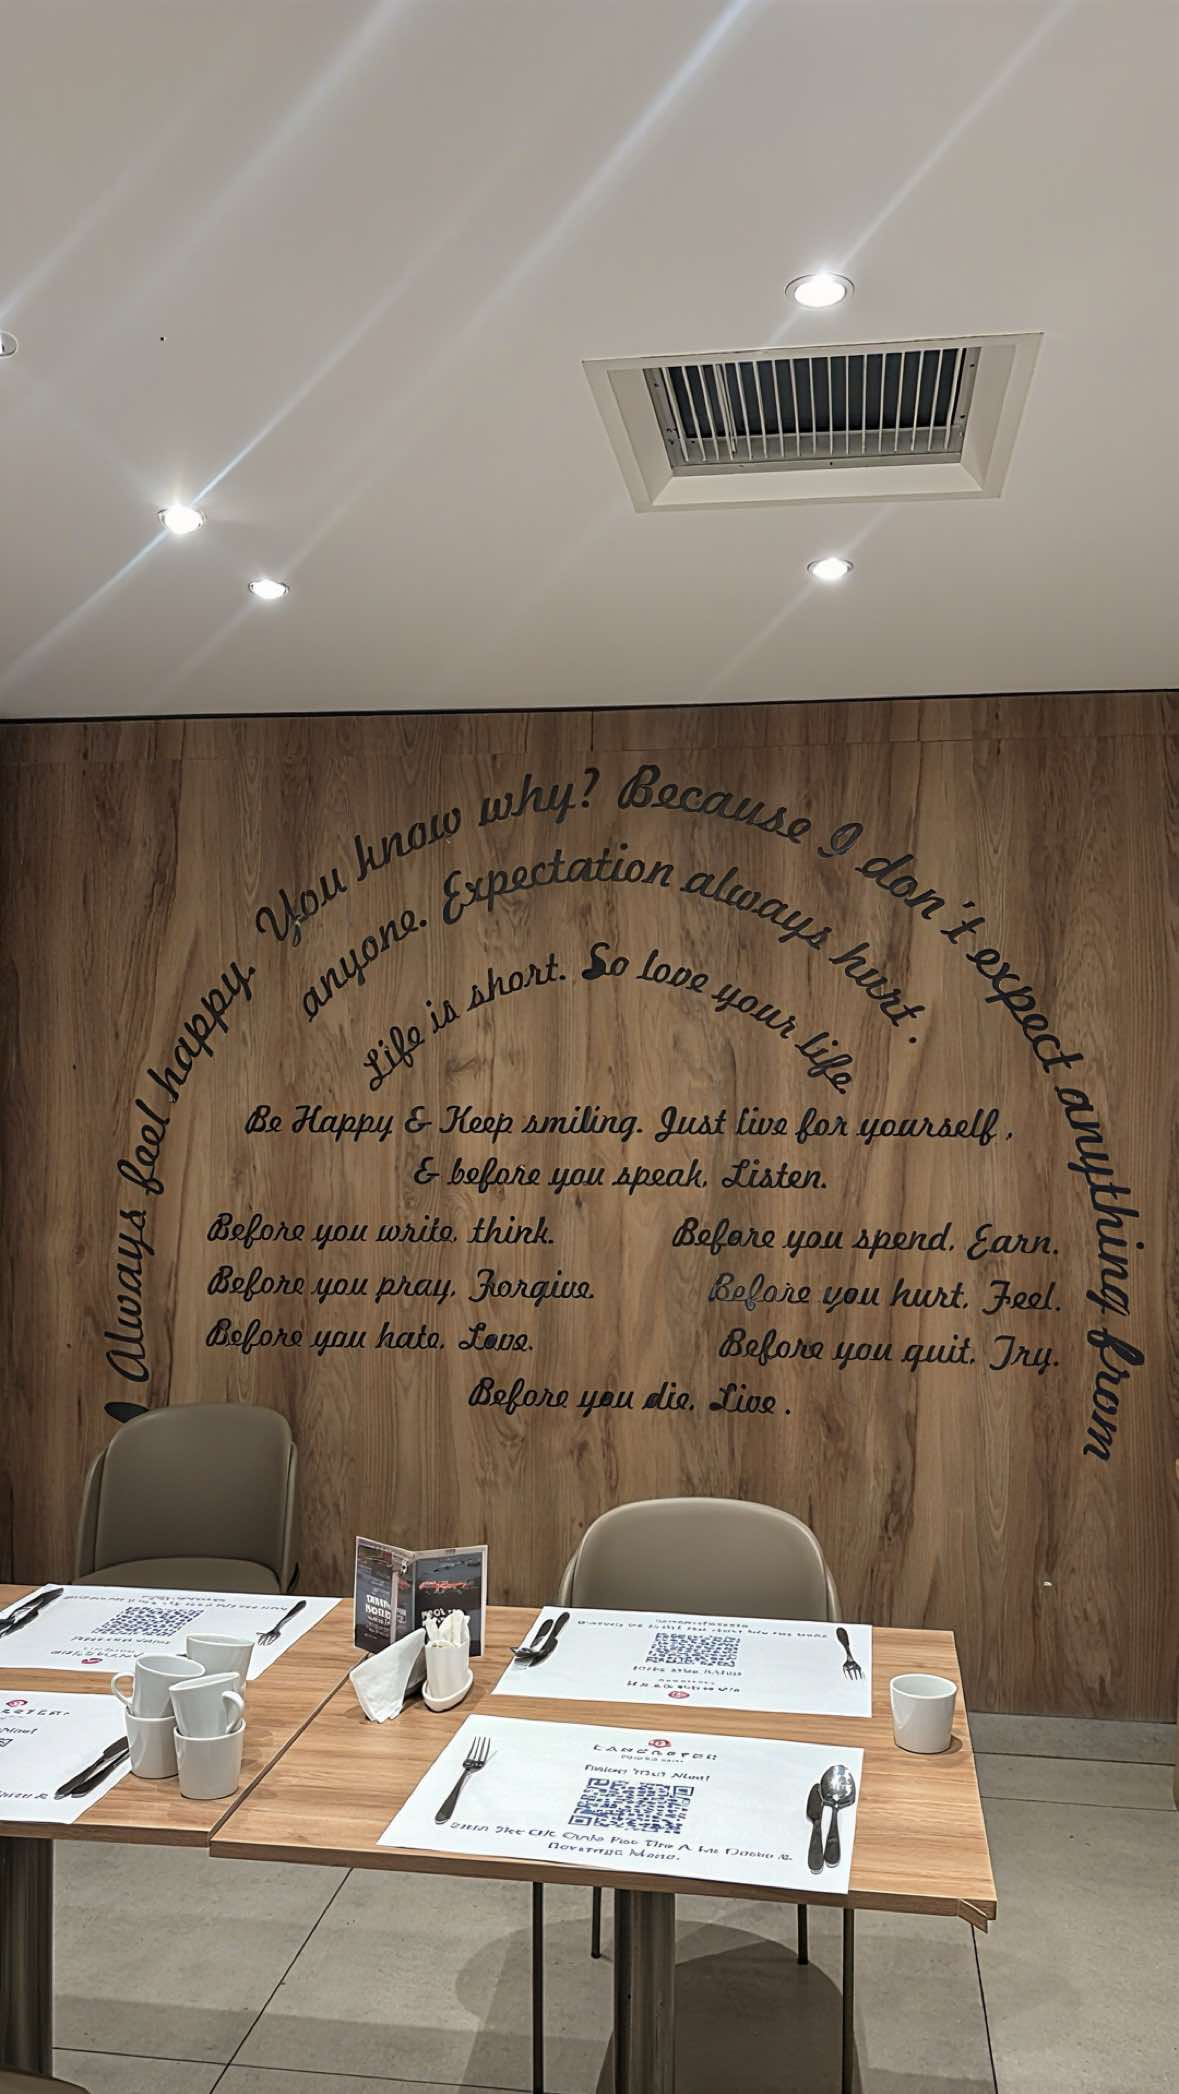 Always feel happy. You know why? Because I don't expect anything from
anyone. Expectation always hurt.
Life is short. So love your life.
Be Happy & Keep smiling. Just live for yourself,
& before you speak, Listen.
Before you write, think.
Before you spend, Earn.
Before you pray, Forgive.
Before you hurt, Feel.
Before you hate, Love.
Before you quit, Try.
Before you die, Live.